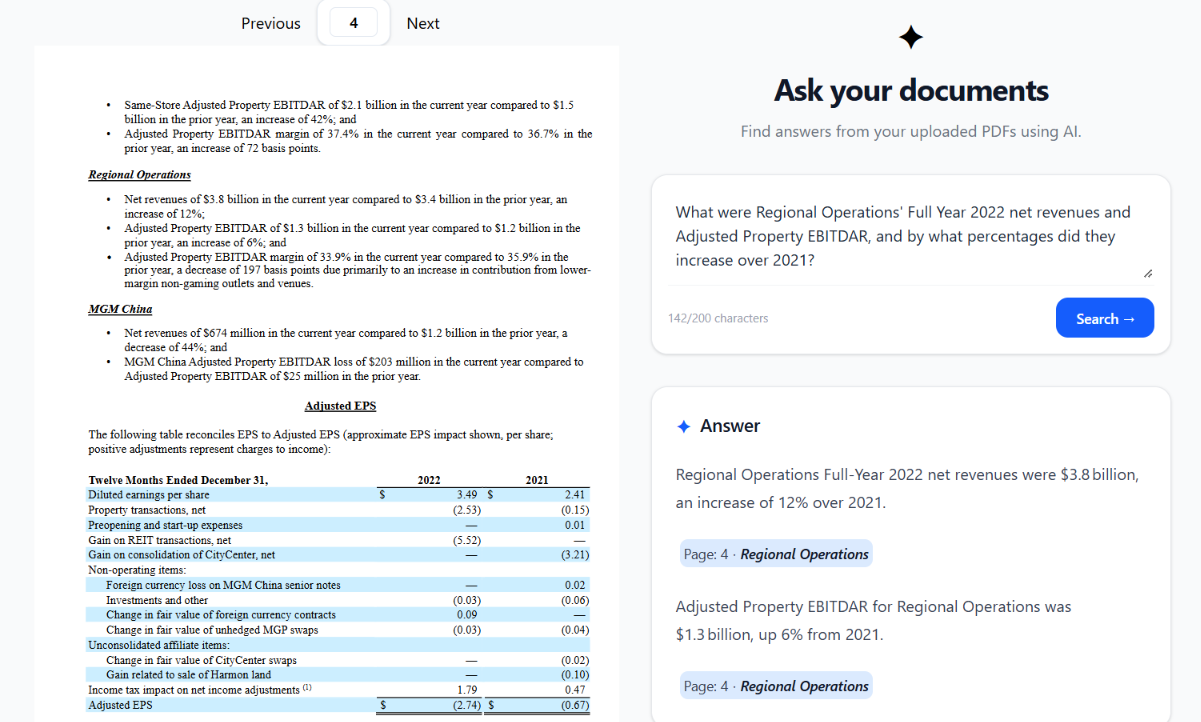 Previous 4 Next
• Same-Store Adjusted Property EBITDAR of $2.1 billion in the current year compared to $1.5
billion in the prior year, an increase of 42%; and
• Adjusted Property EBITDAR margin of 37.4% in the current year compared to 36.7% in the
prior year, an increase of 72 basis points.
Regional Operations
• Net revenues of $3.8 billion in the current year compared to $3.4 billion in the prior year, an
increase of 12%;
• Adjusted Property EBITDAR of $1.3 billion in the current year compared to $1.2 billion in the
prior year, an increase of 6%; and
• Adjusted Property EBITDAR margin of 33.9% in the current year compared to 35.9% in the
prior year, a decrease of 197 basis points due primarily to an increase in contribution from lower-
margin non-gaming outlets and venues.
MGM China
• Net revenues of $674 million in the current year compared to $1.2 billion in the prior year, a
decrease of 44%; and
• MGM China Adjusted Property EBITDAR loss of $203 million in the current year compared to
Adjusted Property EBITDAR of $25 million in the prior year.
Adjusted EPS
The following table reconciles EPS to Adjusted EPS (approximate EPS impact shown, per share;
positive adjustments represent charges to income):
Twelve Months Ended December 31, 2022 2021
Diluted earnings per share $ 3.49 $ 2.41
Property transactions, net (2.53) (0.15)
Preopening and start-up expenses — 0.01
Gain on REIT transactions, net (5.52) —
Gain on consolidation of CityCenter, net — (3.21)
Non-operating items:
Foreign currency loss on MGM China senior notes — 0.02
Investments and other (0.03) (0.06)
Change in fair value of foreign currency contracts 0.09 —
Change in fair value of unhedged MGP swaps (0.03) (0.04)
Unconsolidated affiliate items:
Change in fair value of CityCenter swaps — (0.02)
Gain related to sale of Harmon land — (0.10)
Income tax impact on net income adjustments (1) 1.79 0.47
Adjusted EPS $ (2.74) $ (0.67)
Ask your documents
Find answers from your uploaded PDFs using AI.
What were Regional Operations' Full Year 2022 net revenues and
Adjusted Property EBITDAR, and by what percentages did they
increase over 2021?
142/200 characters
Search →
Answer
Regional Operations Full-Year 2022 net revenues were $3.8 billion,
an increase of 12% over 2021.
Page: 4 · Regional Operations
Adjusted Property EBITDAR for Regional Operations was
$1.3 billion, up 6% from 2021.
Page: 4 · Regional Operations